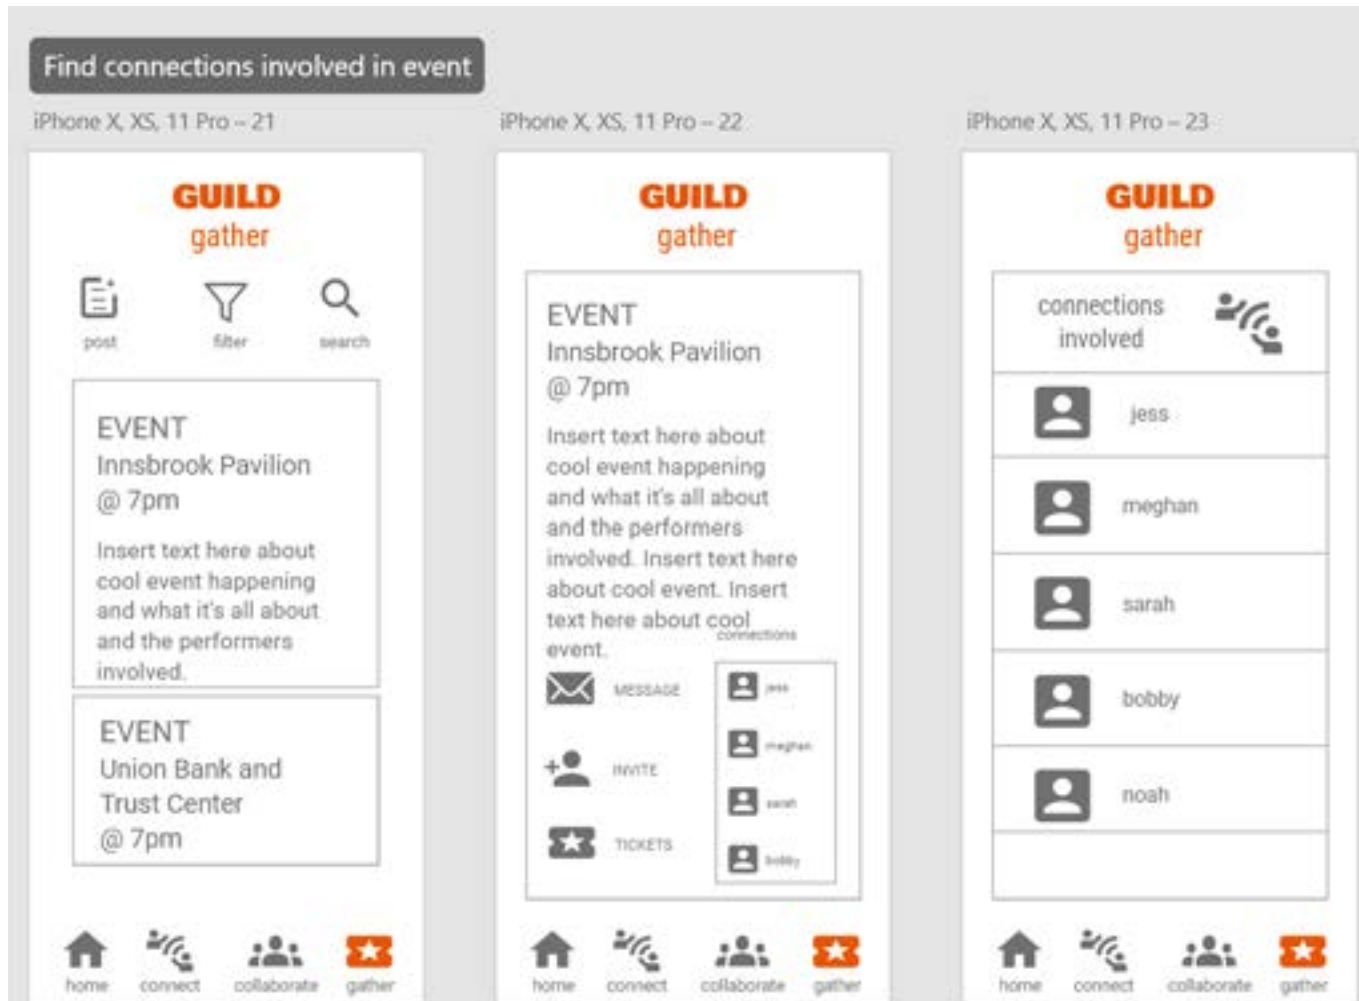 Find connections involved in event
iPhone X, XS, 11 Pro – 21
GUILD
gather
post
filter
search
EVENT
Innsbrook Pavilion
@ 7pm
Insert text here about
cool event happening
and what it's all about
and the performers
involved.
EVENT
Union Bank and
Trust Center
@ 7pm
home
connect
collaborate
gather
iPhone X, XS, 11 Pro – 22
GUILD
gather
EVENT
Innsbrook Pavilion
@ 7pm
Insert text here about
cool event happening
and what it's all about
and the performers
involved. Insert text here
about cool event. Insert
text here about cool
event.
connections
MESSAGE
INVITE
TICKETS
jess
meghan
sarah
bobby
home
connect
collaborate
gather
iPhone X, XS, 11 Pro – 23
GUILD
gather
connections
involved
jess
meghan
sarah
bobby
noah
home
connect
collaborate
gather